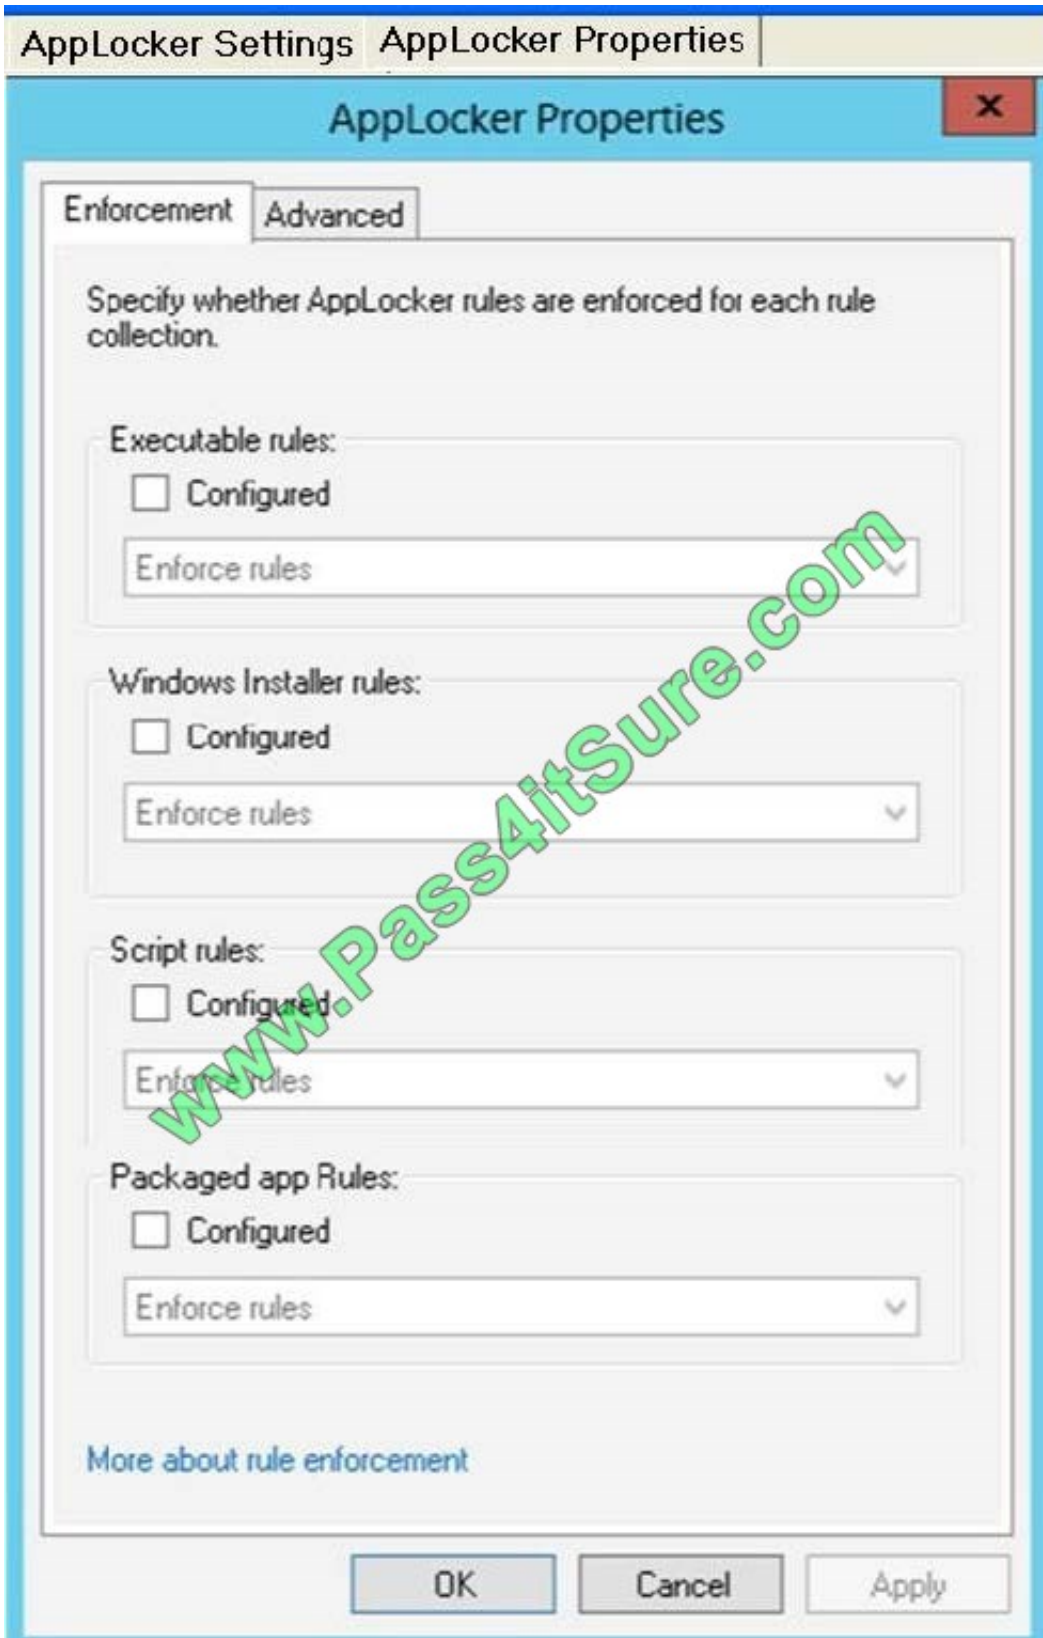 AppLocker Settings AppLocker Properties
AppLocker Properties
Enforcement Advanced
Specify whether AppLocker rules are enforced for each rule
collection.
Executable rules:
Configured
Enforce rules
Windows Installer rules:
Configured
Enforce rules
Script rules:
Configured
Enforce rules
Packaged app Rules:
Configured
Enforce rules
More about rule enforcement
OK Cancel Apply
www.Pass4itSure.com